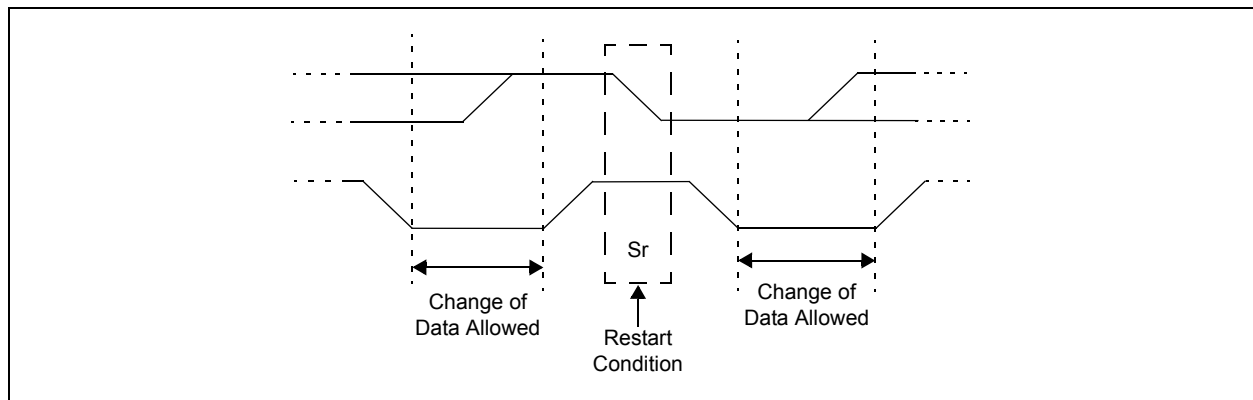 Sr
Change of
Data Allowed
Restart
Condition
Change of
Data Allowed